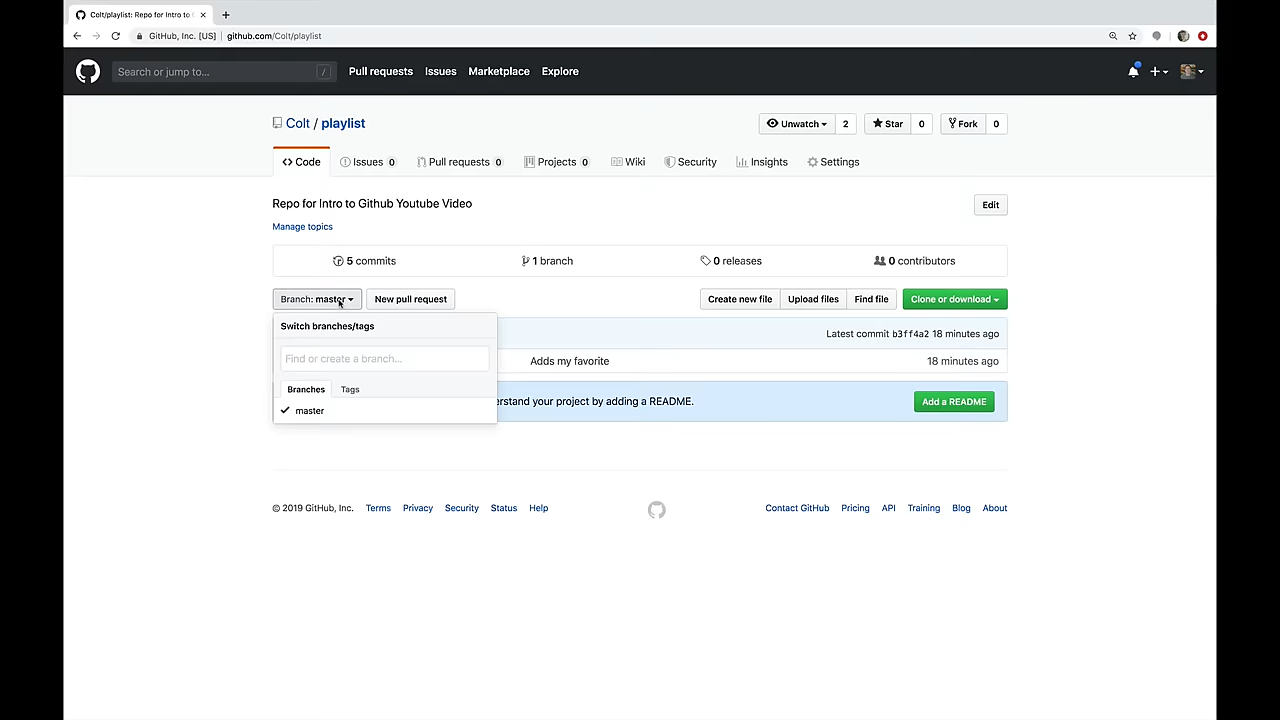 Colt/playlist: Repo for Intro to
GitHub, Inc. [US] github.com/Colt/playlist
Search or jump to... / Pull requests Issues Marketplace Explore
Colt / playlist
Unwatch 2 Star 0 Fork 0
Code Issues 0 Pull requests 0 Projects 0 Wiki Security Insights Settings
Repo for Intro to Github Youtube Video
Edit
Manage topics
5 commits 1 branch 0 releases 0 contributors
Branch: master New pull request Create new file Upload files Find file Clone or download
Switch branches/tags
Latest commit b3ff4a2 18 minutes ago
Find or create a branch...
Adds my favorite 18 minutes ago
Branches Tags
erstand your project by adding a README. Add a README
master
© 2019 GitHub, Inc. Terms Privacy Security Status Help Contact GitHub Pricing API Training Blog About